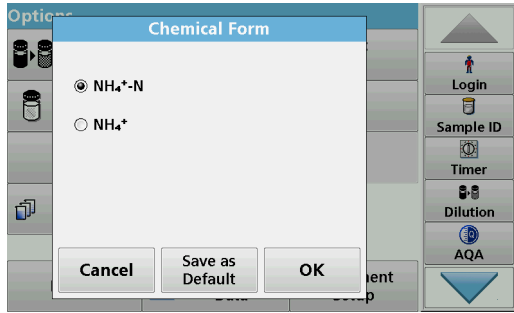 Options
Chemical Form
NH₄⁺-N
NH₄⁺
Cancel
Save as
Default
OK
Login
Sample ID
Timer
Dilution
AQA